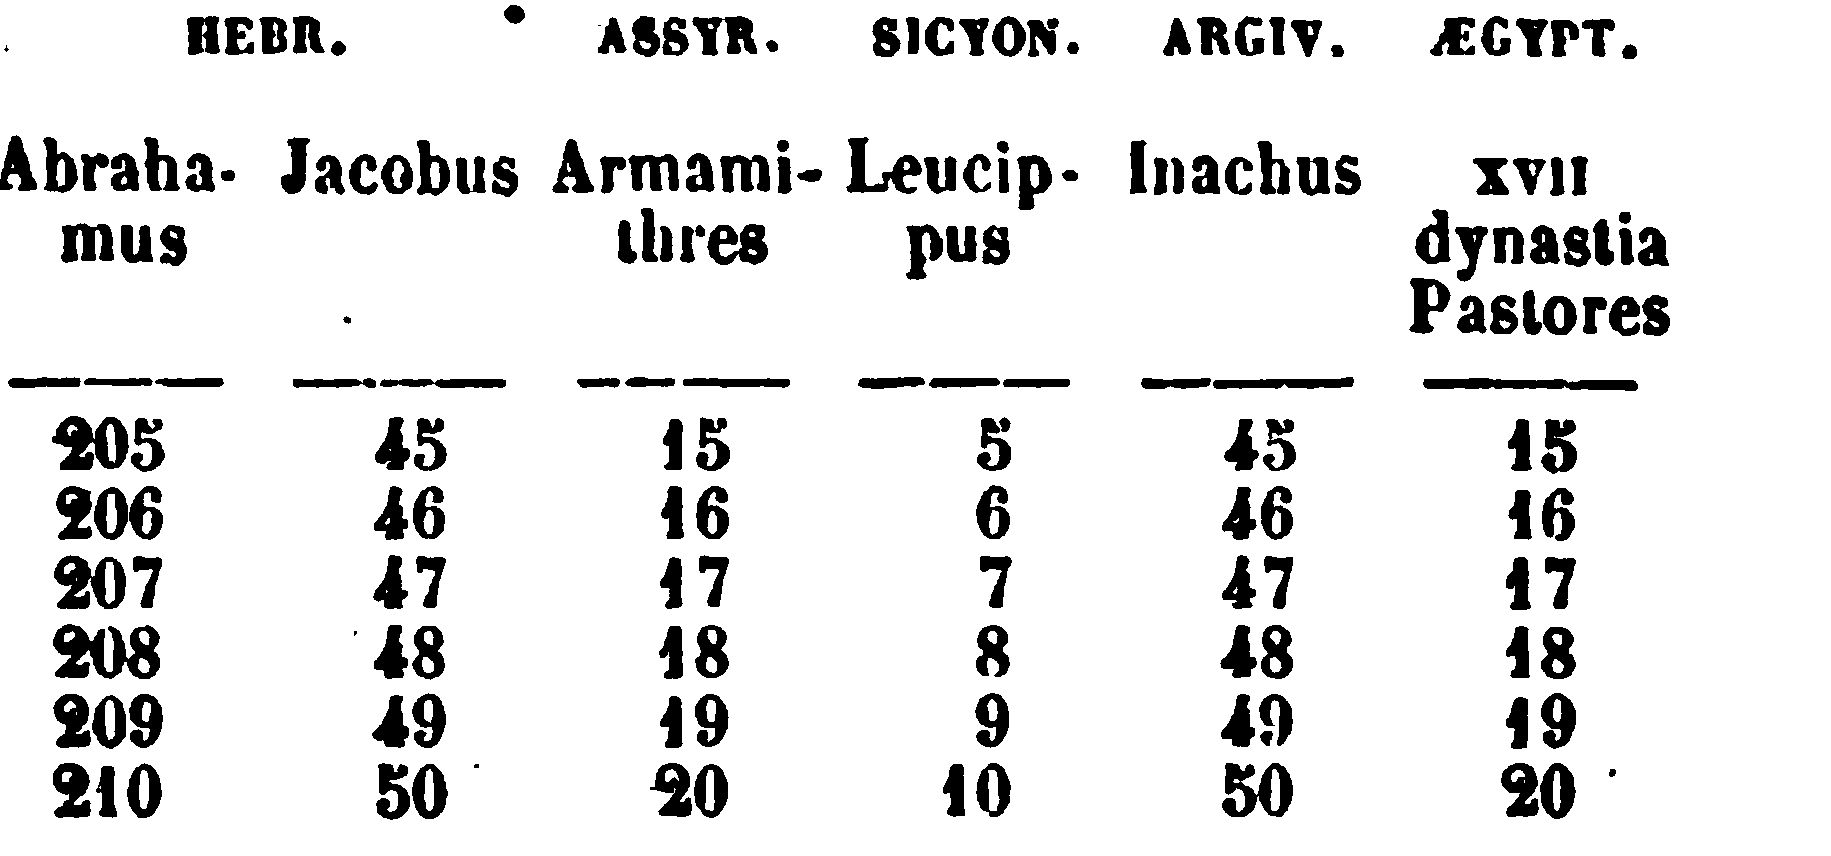 HEBR. ASSYR. SICYON. ARGIV. ÆGYPT.
Abraha- Jacobus Armami- Leucip- Inachus XVII
mus thres pus dynastia
Pastores
205 45 15 5 45 15
206 46 16 6 46 16
207 47 17 7 47 17
208 48 18 8 48 18
209 49 19 9 49 19
210 50 20 10 50 20